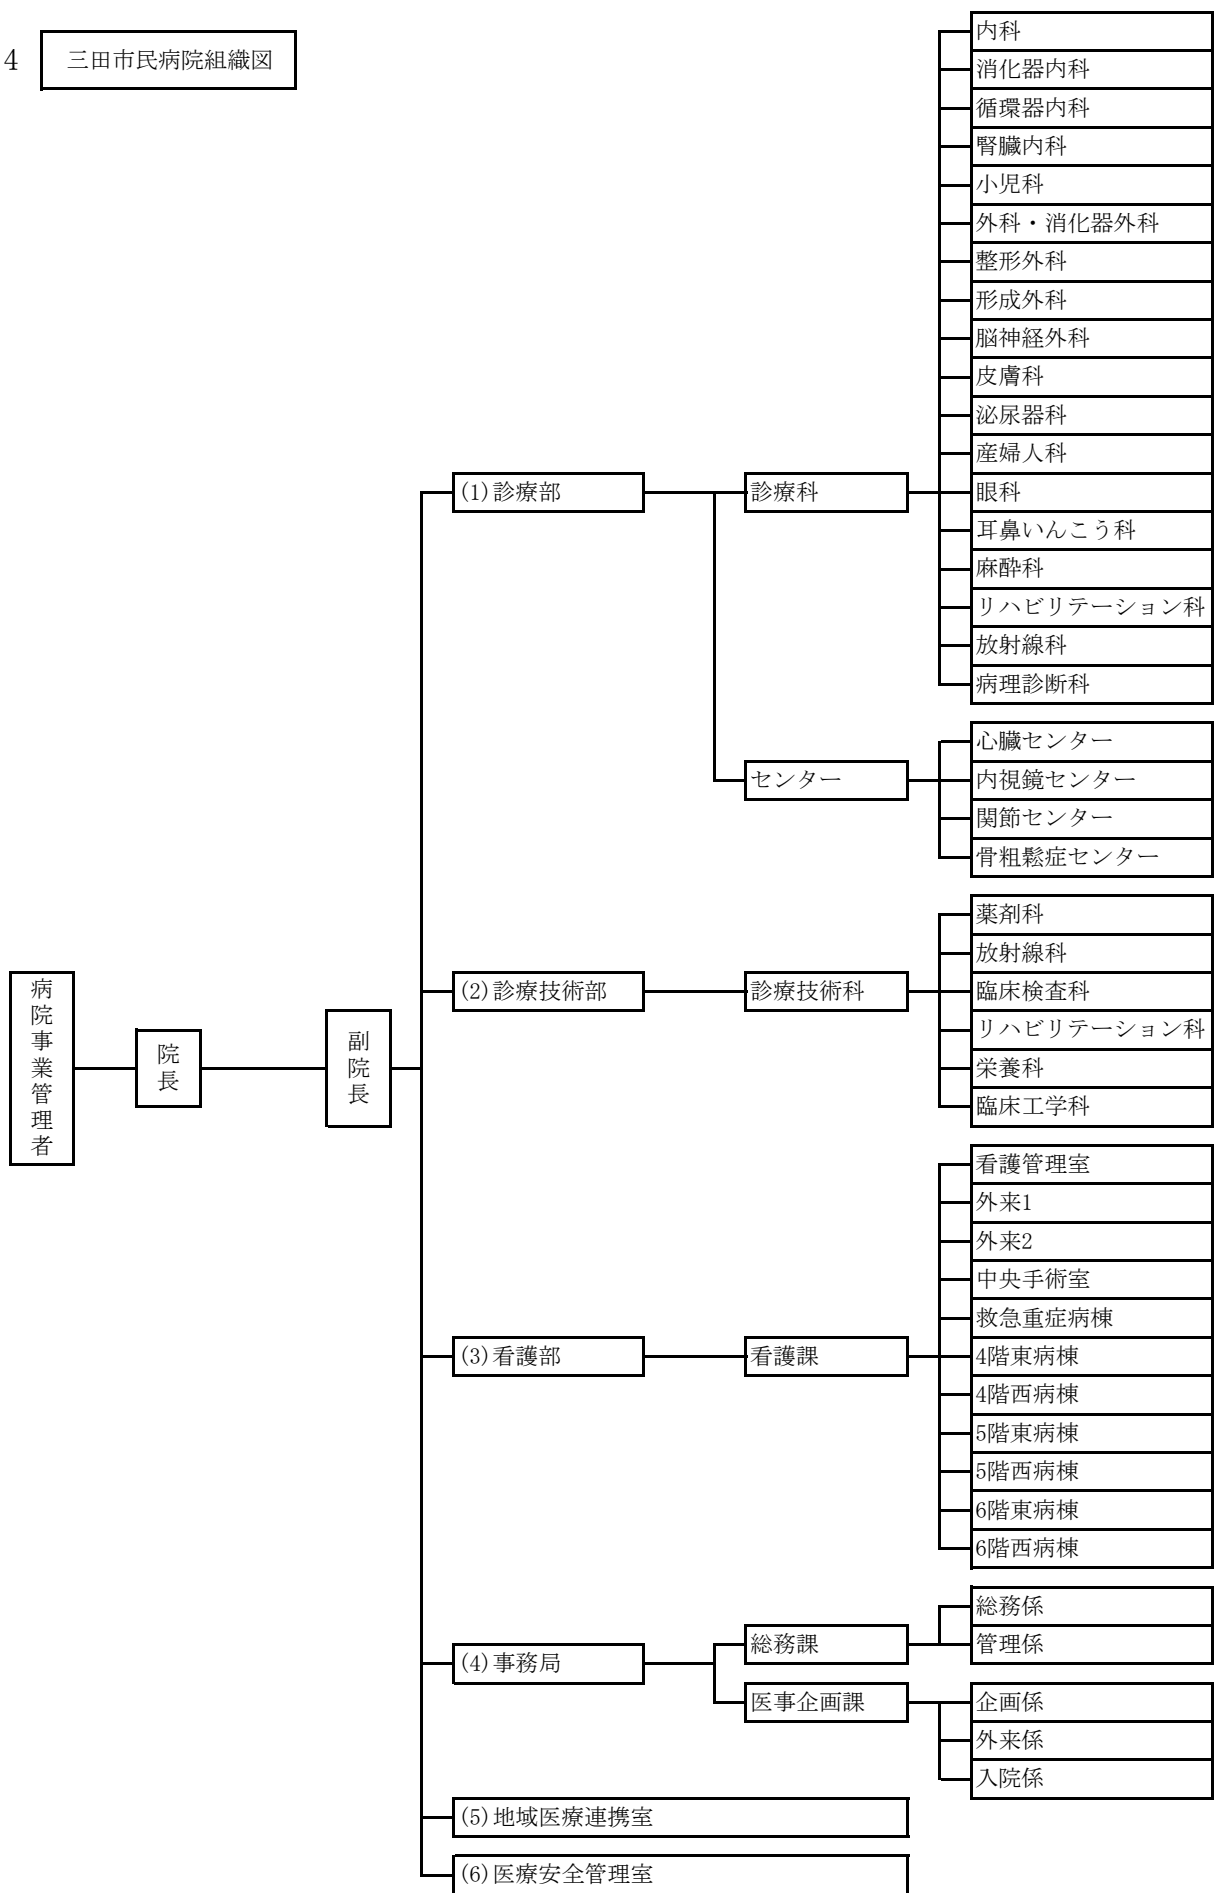 4
三田市民病院組織図
内科
消化器内科
循環器内科
腎臓内科
小児科
外科・消化器外科
整形外科
形成外科
脳神経外科
皮膚科
泌尿器科
産婦人科
(1)診療部
診療科
眼科
耳鼻いんこう科
麻酔科
リハビリテーション科
放射線科
病理診断科
心臓センター
センター
内視鏡センター
関節センター
骨粗鬆症センター
薬剤科
放射線科
病院事業管理者
院長
副院長
(2)診療技術部
診療技術科
臨床検査科
リハビリテーション科
栄養科
臨床工学科
看護管理室
外来1
外来2
中央手術室
救急重症病棟
(3)看護部
看護課
4階東病棟
4階西病棟
5階東病棟
5階西病棟
6階東病棟
6階西病棟
総務係
(4)事務局
総務課
管理係
医事企画課
企画係
外来係
入院係
(5)地域医療連携室
(6)医療安全管理室